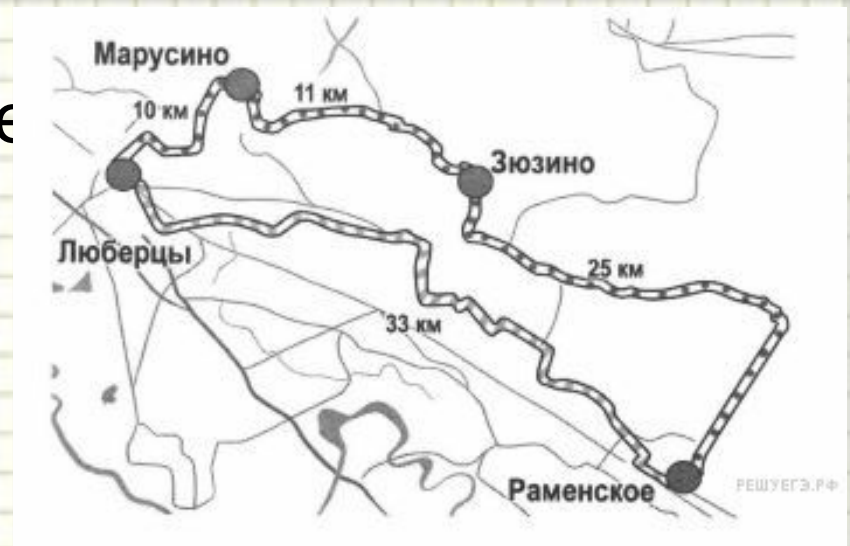 Марусино
е
10 км
11 км
Зюзино
Люберцы
25 км
33 км
Раменское
РЕШУЕГЭ.РФ